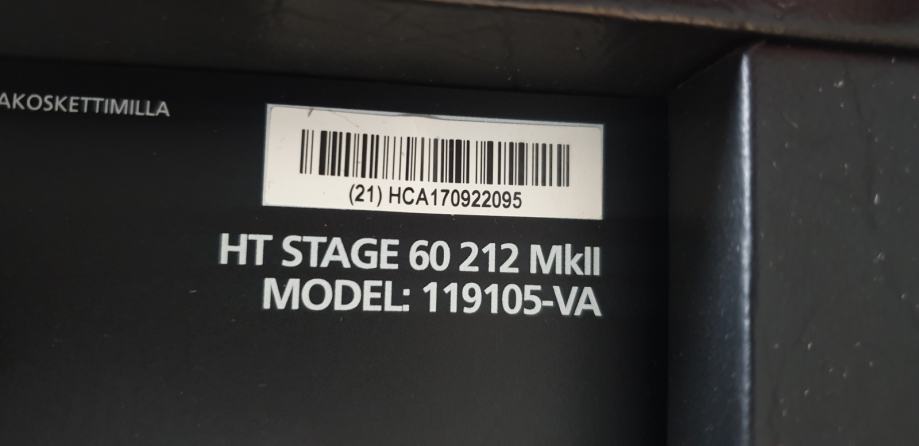 AKOSKETTIMILLA
(21) HCA170922095
HT STAGE 60 212 MkII
MODEL: 119105-VA